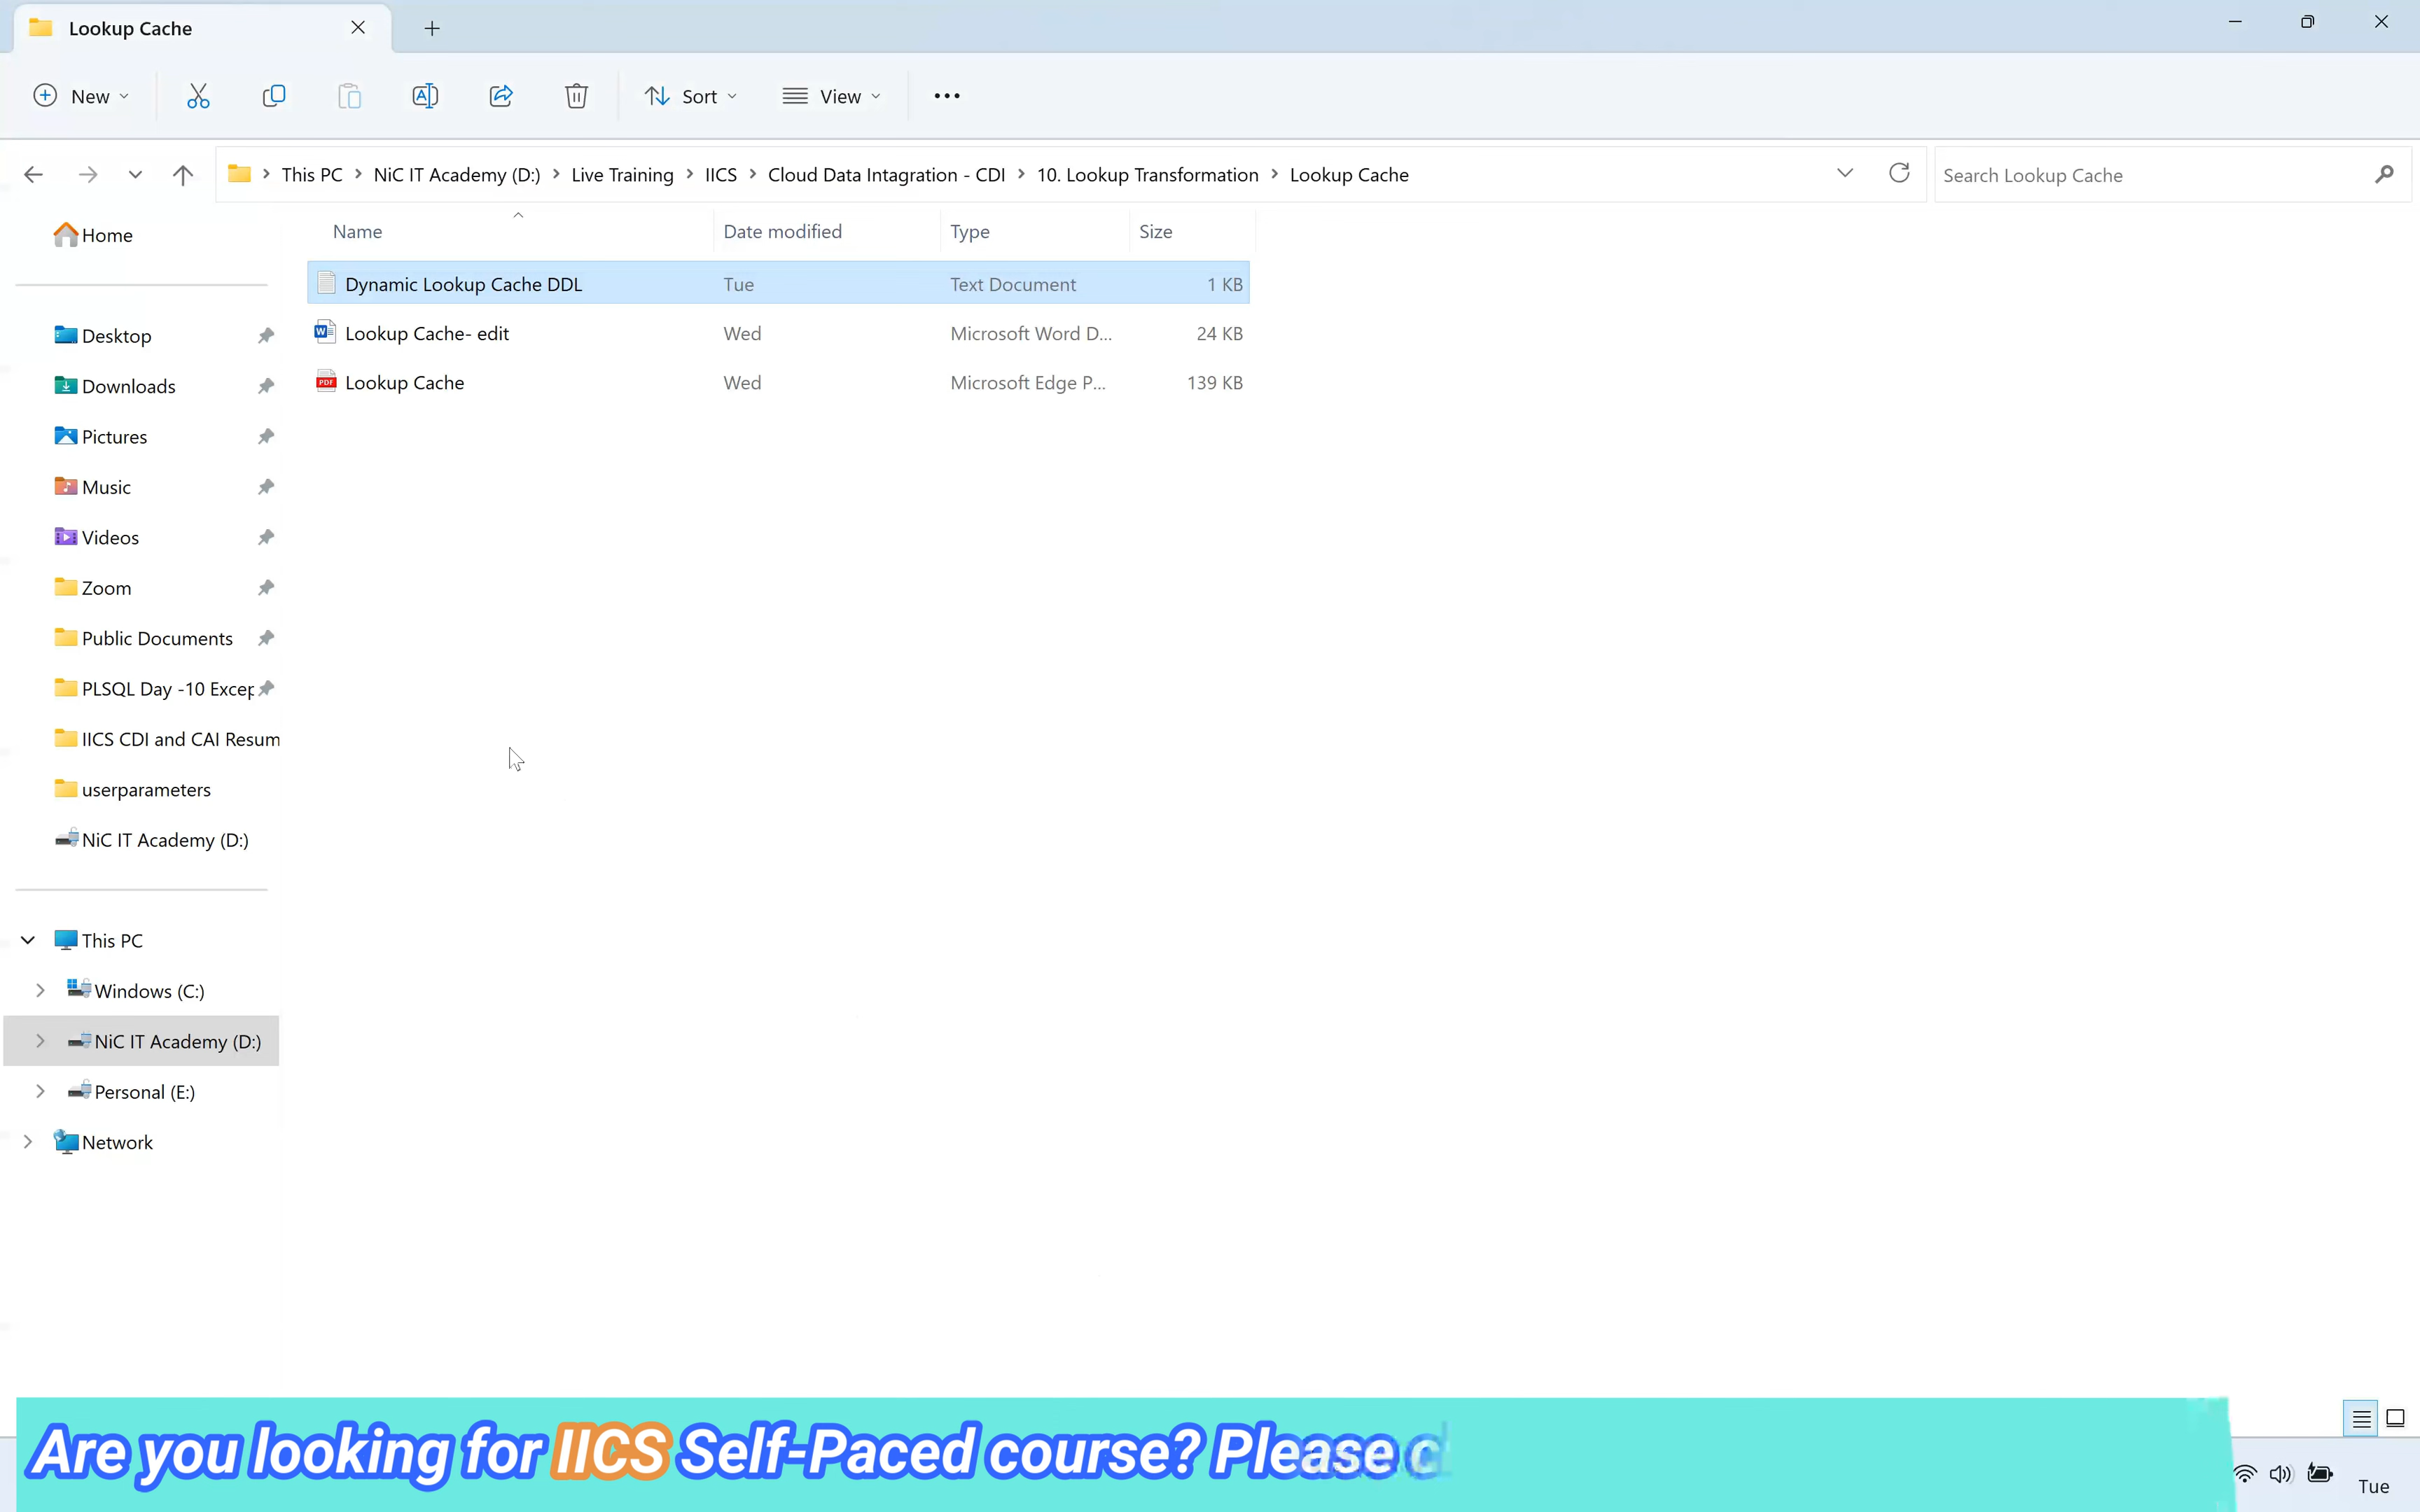 Lookup Cache
New
Sort
View
This PC
NiC IT Academy (D:)
Live Training
IICS
Cloud Data Intagration - CDI
10. Lookup Transformation
Lookup Cache
Search Lookup Cache
Name
Date modified
Type
Size
Dynamic Lookup Cache DDL
Tue
Text Document
1 KB
Lookup Cache- edit
Wed
Microsoft Word D...
24 KB
Lookup Cache
Wed
Microsoft Edge P...
139 KB
Home
Desktop
Downloads
Pictures
Music
Videos
Zoom
Public Documents
PLSQL Day -10 Excep
IICS CDI and CAI Resum
userparameters
NiC IT Academy (D:)
This PC
Windows (C:)
NiC IT Academy (D:)
Personal (E:)
Network
Are you looking for IICS Self-Paced course? Please
Tue